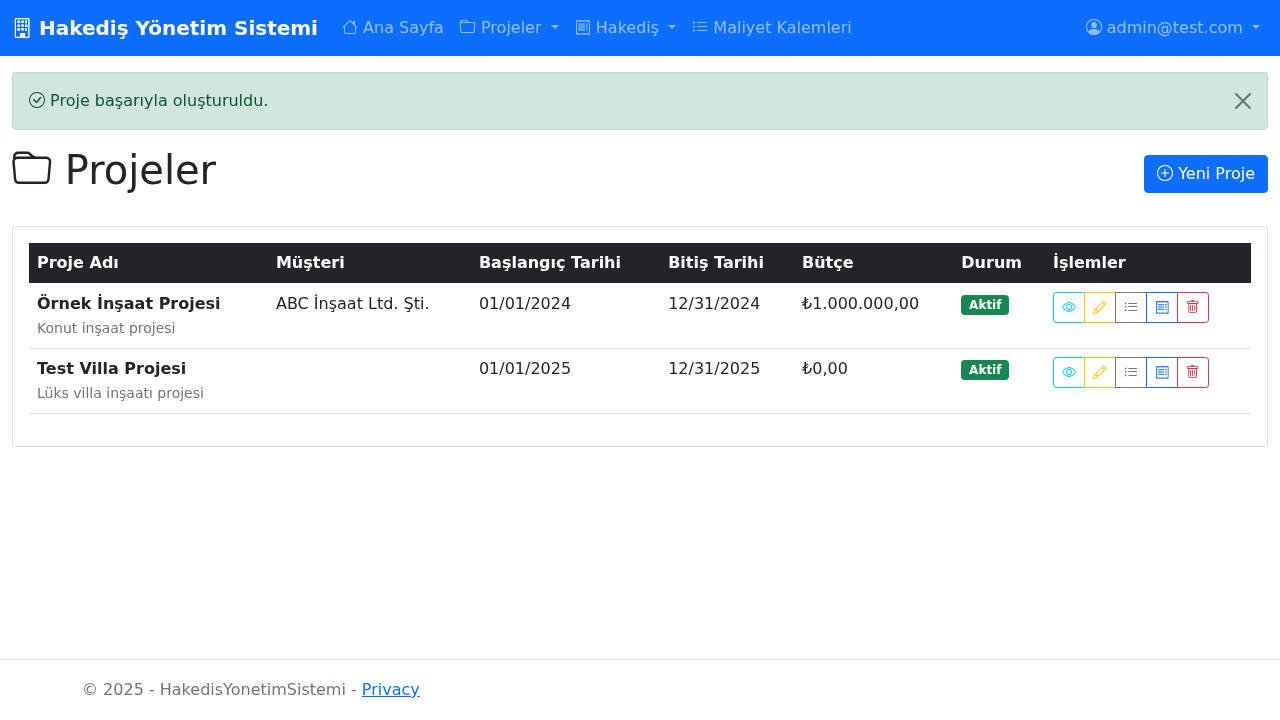 Hakediş Yönetim Sistemi Ana Sayfa Projeler Hakediş Maliyet Kalemleri admin@test.com
Proje başarıyla oluşturuldu.
Projeler
Yeni Proje
Proje Adı Müşteri Başlangıç Tarihi Bitiş Tarihi Bütçe Durum İşlemler
Örnek İnşaat Projesi ABC İnşaat Ltd. Şti. 01/01/2024 12/31/2024 ₺1.000.000,00 Aktif
Konut inşaat projesi
Test Villa Projesi 01/01/2025 12/31/2025 ₺0,00 Aktif
Lüks villa inşaatı projesi
© 2025 - HakedisYonetimSistemi - Privacy